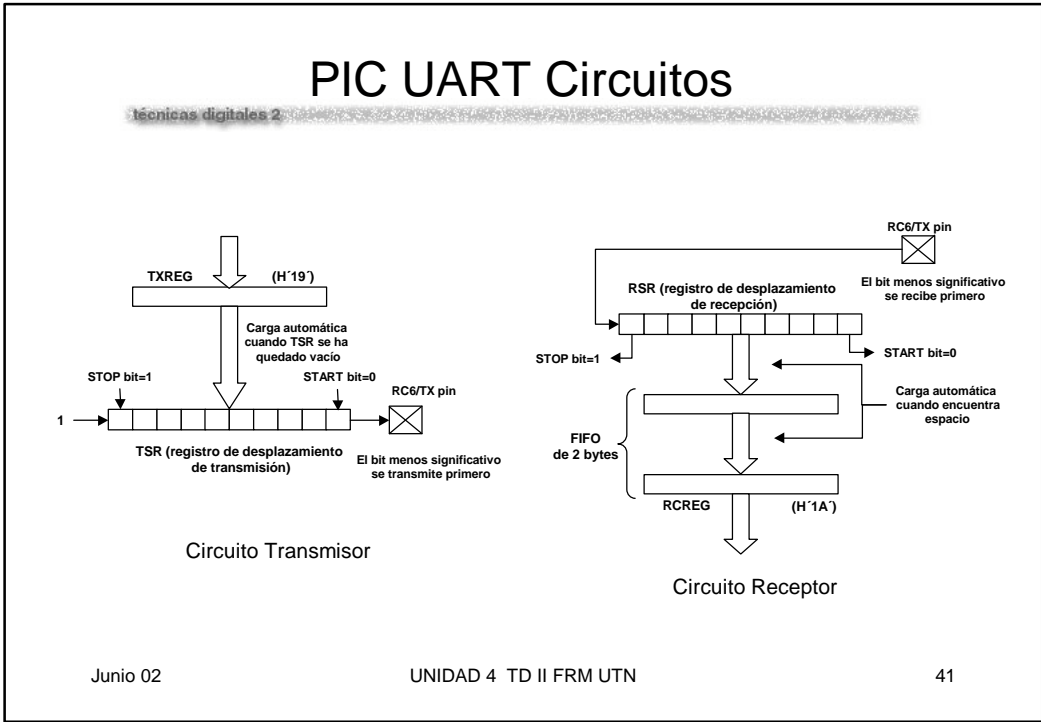 PIC UART Circuitos
técnicas digitales 2
TXREG (H´19´)
Carga automática
cuando TSR se ha
quedado vacío
STOP bit=1
START bit=0
RC6/TX pin
1
TSR (registro de desplazamiento
de transmisión)
El bit menos significativo
se transmite primero
Circuito Transmisor
RC6/TX pin
El bit menos significativo
se recibe primero
RSR (registro de desplazamiento
de recepción)
STOP bit=1
START bit=0
Carga automática
cuando encuentra
espacio
FIFO
de 2 bytes
RCREG (H´1A´)
Circuito Receptor
Junio 02
UNIDAD 4 TD II FRM UTN
41